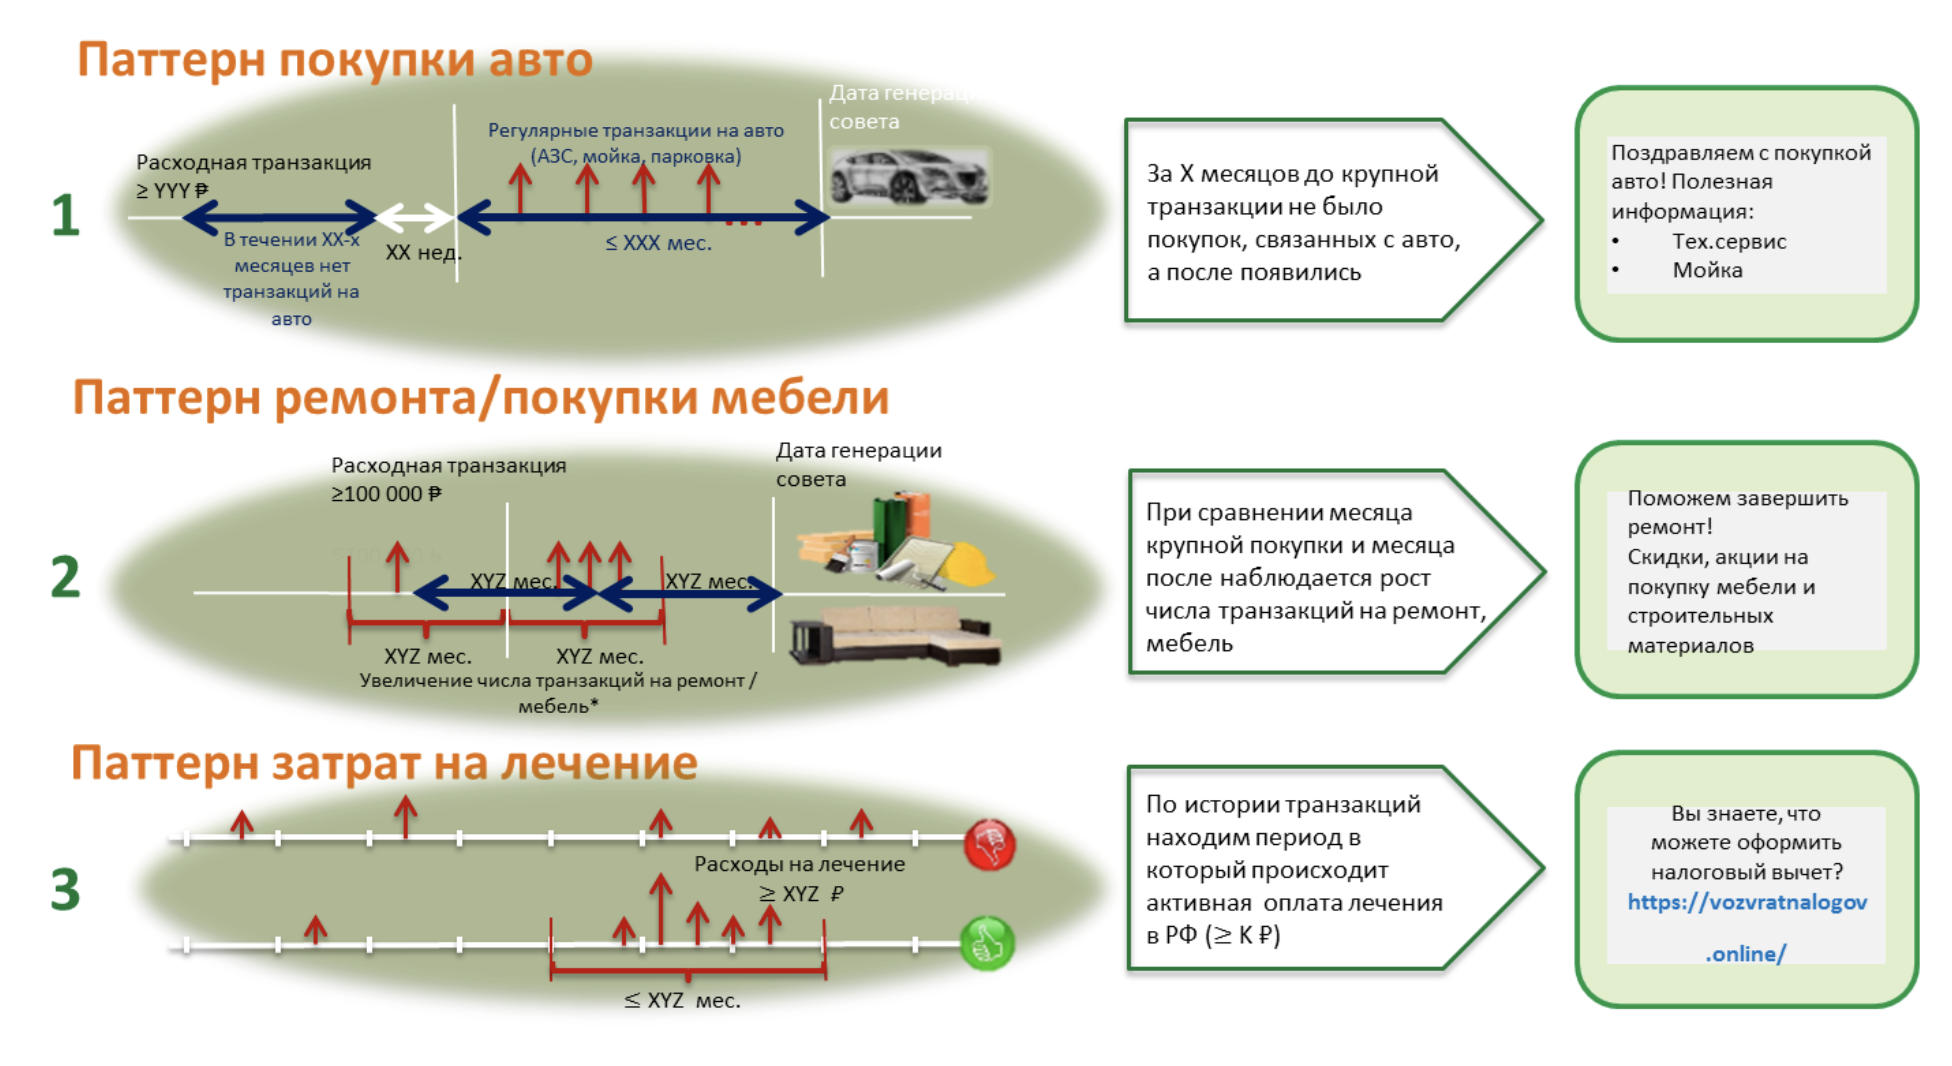 Паттерн покупки авто
1
Расходная транзакция
≥ YYY ₽
В течении XX-х
месяцев нет
транзакций на
авто
XX нед.
Регулярные транзакции на авто
(АЗС, мойка, парковка)
...
≤ XXX мес.
Дата генерации
совета
За X месяцов до крупной
транзакции не было
покупок, связанных с авто,
а после появились
Поздравляем с покупкой
авто! Полезная
информация:
• Тех.сервис
• Мойка
Паттерн ремонта/покупки мебели
2
Расходная транзакция
≥100 000 ₽
XYZ мес.
XYZ мес.
XYZ мес.
XYZ мес.
Увеличение числа транзакций на ремонт /
мебель*
Дата генерации
совета
При сравнении месяца
крупной покупки и месяца
после наблюдается рост
числа транзакций на ремонт,
мебель
Поможем завершить
ремонт!
Скидки, акции на
покупку мебели и
строительных
материалов
Паттерн затрат на лечение
3
Расходы на лечение
≥ XYZ ₽
≤ XYZ мес.
По истории транзакций
находим период в
который происходит
активная оплата лечения
в РФ (≥ K ₽)
Вы знаете, что
можете оформить
налоговый вычет?
https://vozvratnalogov
.online/